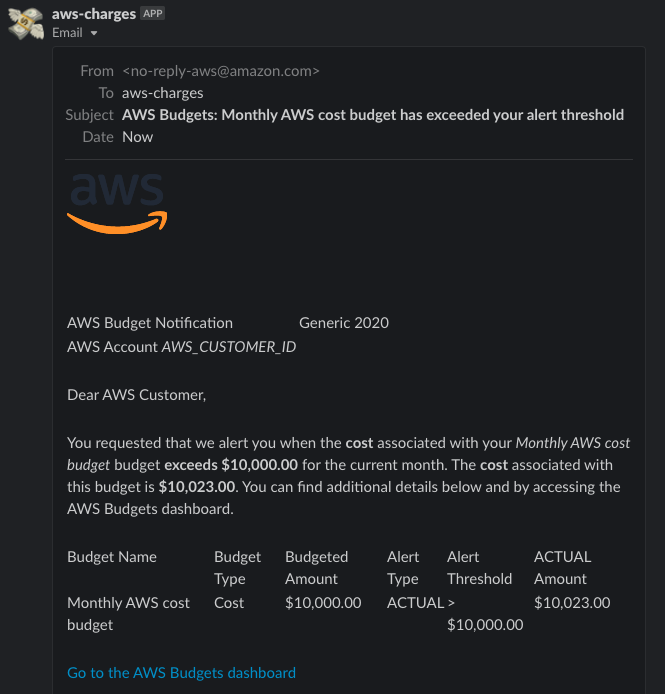 aws-charges APP
Email
From <no-reply-aws@amazon.com>
To aws-charges
Subject AWS Budgets: Monthly AWS cost budget has exceeded your alert threshold
Date Now
aws
AWS Budget Notification Generic 2020
AWS Account AWS_CUSTOMER_ID
Dear AWS Customer,
You requested that we alert you when the cost associated with your Monthly AWS cost
budget budget exceeds $10,000.00 for the current month. The cost associated with
this budget is $10,023.00. You can find additional details below and by accessing the
AWS Budgets dashboard.
Budget Name Budget Budgeted Alert Alert ACTUAL
Type Amount Type Threshold Amount
Monthly AWS cost Cost $10,000.00 ACTUAL > $10,023.00
budget $10,000.00
Go to the AWS Budgets dashboard